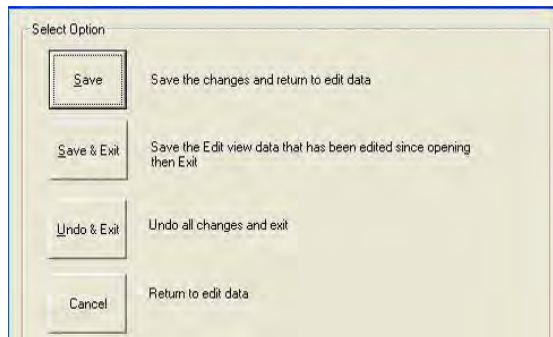 Select Option
Save
Save the changes and return to edit data
Save & Exit
Save the Edit view data that has been edited since opening
then Exit
Undo & Exit
Undo all changes and exit
Cancel
Return to edit data